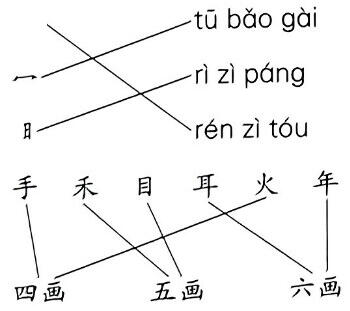 tū bǎo gài
冖 rì zì páng
日 rén zì tóu
手 禾 目 耳 火 年
四画 五画 六画